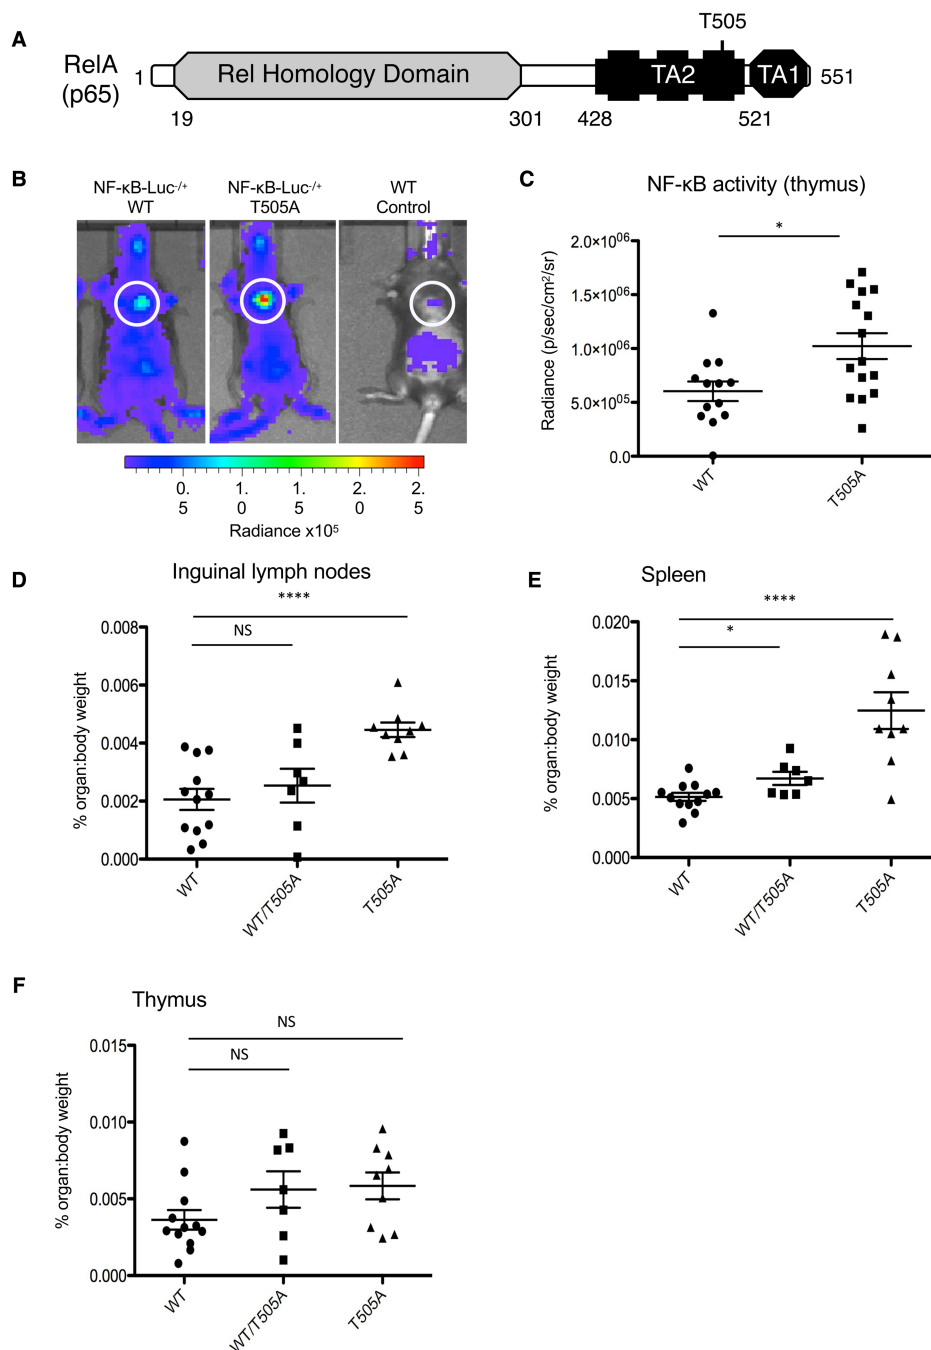 A
T505
RelA
(p65)
1
Rel Homology Domain
TA2
TA1
551
19
301
428
521
B
NF-κB-Luc-/+
WT
NF-κB-Luc-/+
T505A
WT
Control
0.
5
1.
0
1.
5
2.
0
2.
5
Radiance x10⁵
C
NF-κB activity (thymus)
*
Radiance (p/sec/cm²/sr)
2.0×10⁰⁶
1.5×10⁰⁶
1.0×10⁰⁶
5.0×10⁰⁵
0.0
WT
T505A
D
Inguinal lymph nodes
****
NS
% organ:body weight
0.008
0.006
0.004
0.002
0.000
WT
WT/T505A
T505A
E
Spleen
****
*
% organ:body weight
0.020
0.015
0.010
0.005
0.000
WT
WT/T505A
T505A
F
Thymus
NS
NS
% organ:body weight
0.015
0.010
0.005
0.000
WT
WT/T505A
T505A